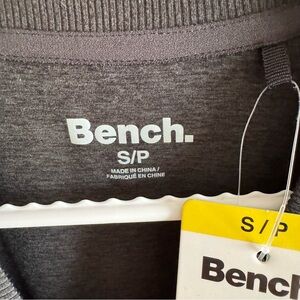 Bench.
S/P
MADE IN CHINA/
FABRIQUÉ EN CHINE
S/P
Bench